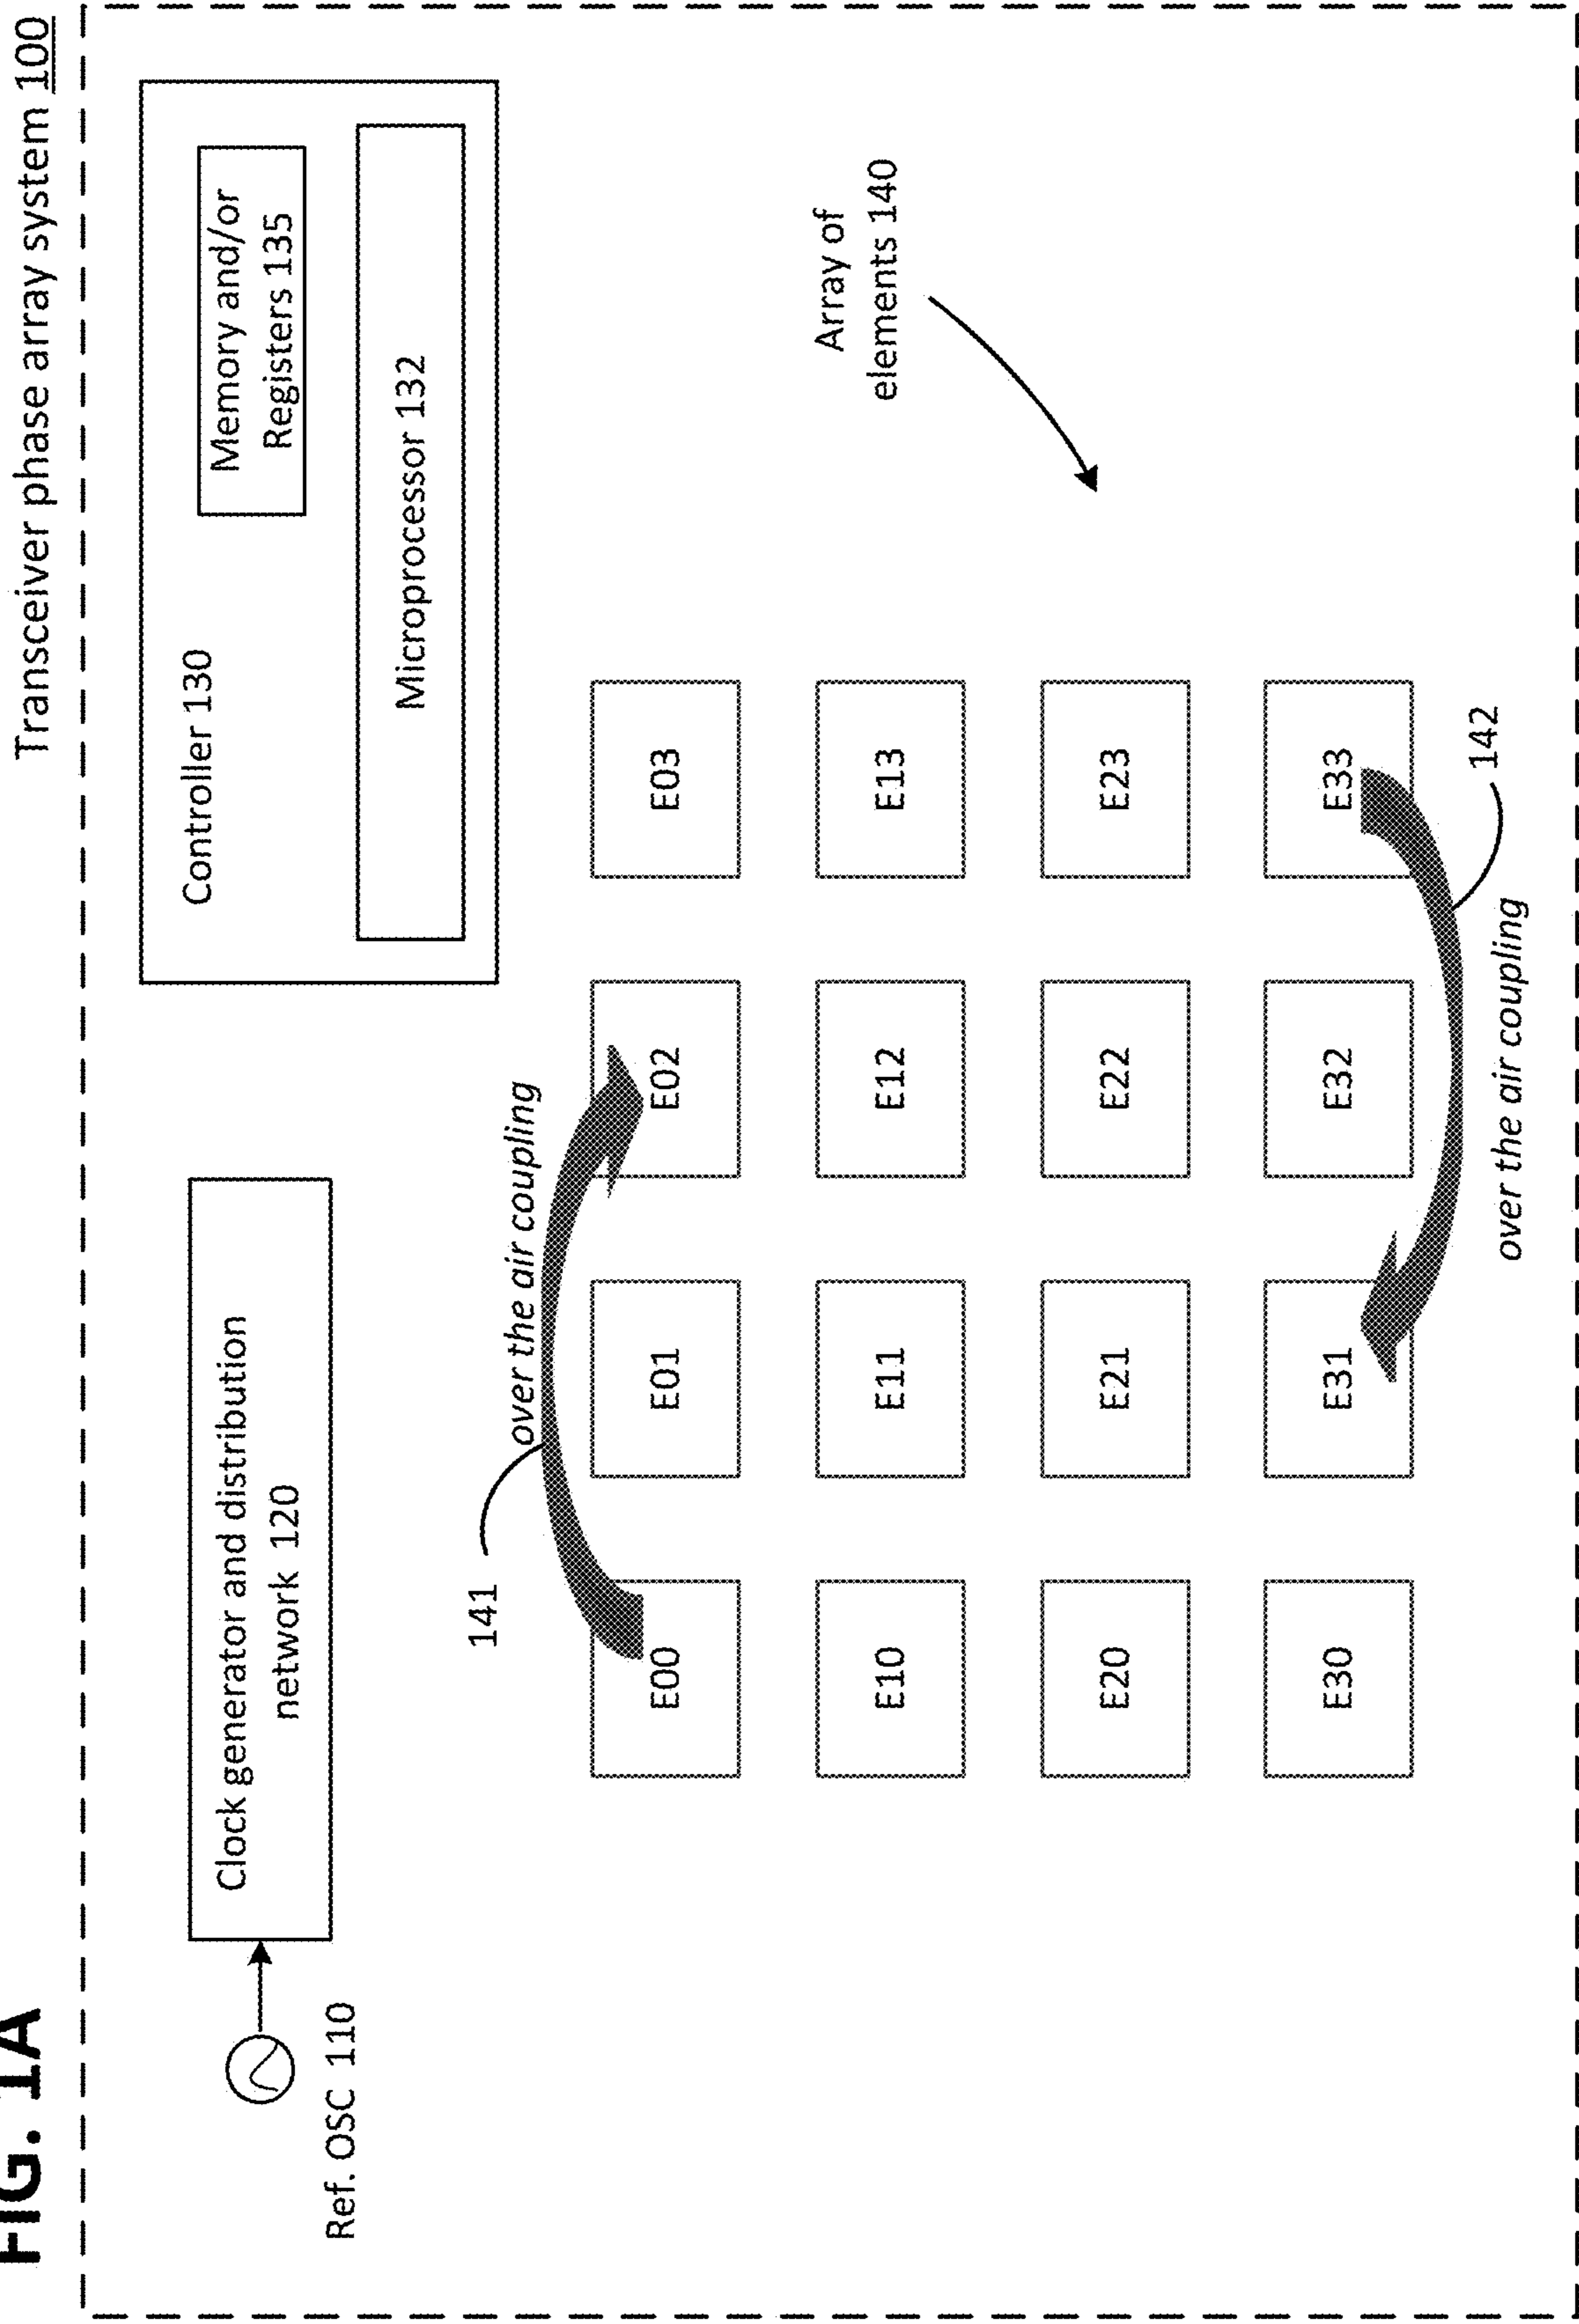 FIG. 1A
Transceiver phase array system 100
Ref. OSC 110
Clock generator and distribution
network 120
Controller 130
Memory and/or
Registers 135
Microprocessor 132
141
over the air coupling
E00
E01
E02
E03
E10
E11
E12
E13
E20
E21
E22
E23
E30
E31
E32
E33
Array of
elements 140
142
over the air coupling